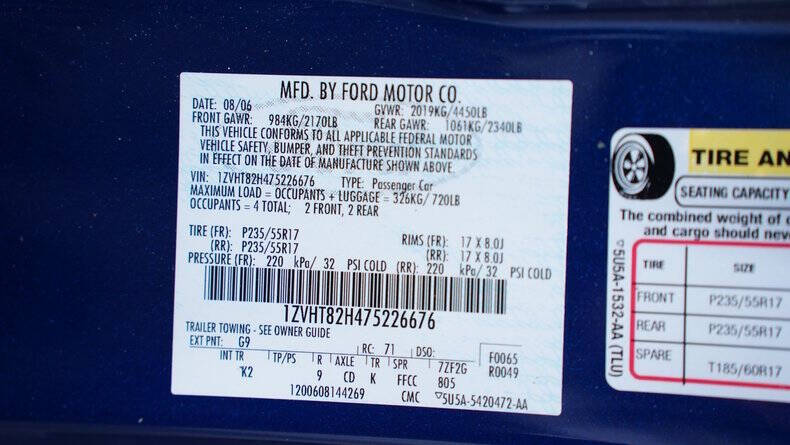 MFD. BY FORD MOTOR CO.
DATE: 08/06 GVWR: 2019KG/4450LB
FRONT GAWR: 984KG/2170LB REAR GAWR: 1061KG/2340LB
THIS VEHICLE CONFORMS TO ALL APPLICABLE FEDERAL MOTOR
VEHICLE SAFETY, BUMPER, AND THEFT PREVENTION STANDARDS
IN EFFECT ON THE DATE OF MANUFACTURE SHOWN ABOVE.
VIN: 1ZVHT82H475226676 TYPE: Passenger Car
MAXIMUM LOAD = OCCUPANTS + LUGGAGE = 326KG/ 720LB
OCCUPANTS = 4 TOTAL; 2 FRONT, 2 REAR
TIRE (FR): P235/55R17 RIMS (FR): 17 X 8.0J
(RR): P235/55R17 (RR): 17 X 8.0J
PRESSURE (FR): 220 kPa/ 32 PSI COLD (RR): 220 kPa/ 32 PSI COLD
1ZVHT82H475226676
TRAILER TOWING - SEE OWNER GUIDE
EXT PNT: G9 RC: 71 DSO: F0065
INT TR TP/PS R AXLE TR SPR 7ZF2G R0049
K2 9 CD K FFCC 805
1200608144269 CMC ▽5U5A-5420472-AA
TIRE AN
SEATING CAPACITY
The combined weight of
and cargo should neve
TIRE SIZE
FRONT P235/55R17
REAR P235/55R17
SPARE T185/60R17
▽5U5A-1532-AA (TLU)